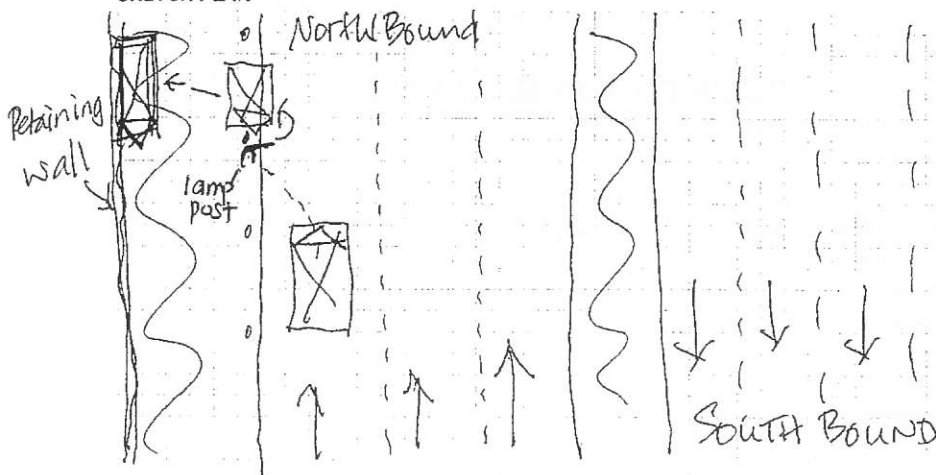 North Bound
Retaining
wall
lamp
post
SOUTH BOUND